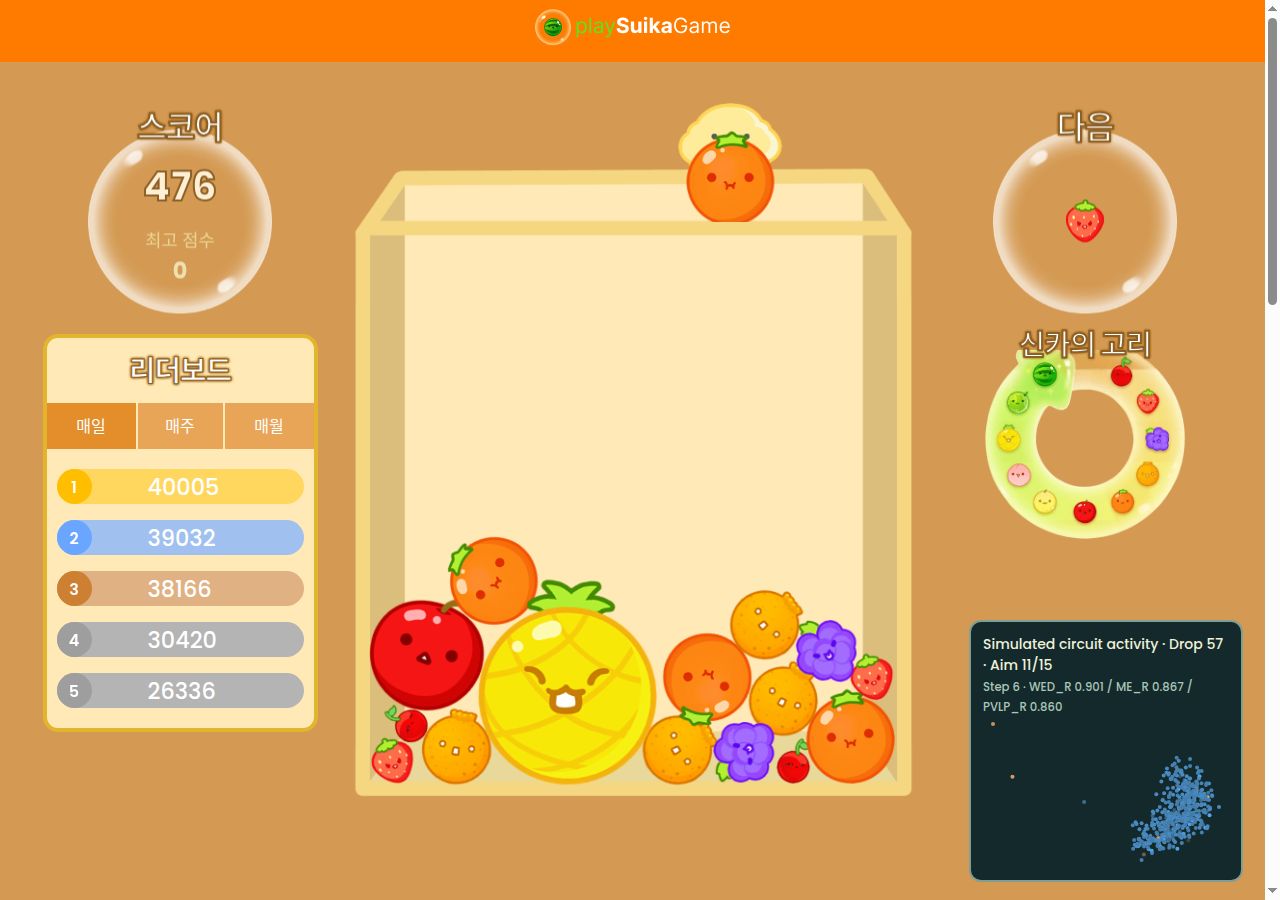 playSuikaGame
스코어
476
최고 점수
0
다음
신카의 고리
리더보드
매일
매주
매월
1 40005
2 39032
3 38166
4 30420
5 26336
Simulated circuit activity · Drop 57
· Aim 11/15
Step 6 · WED_R 0.901 / ME_R 0.867 /
PVLP_R 0.860